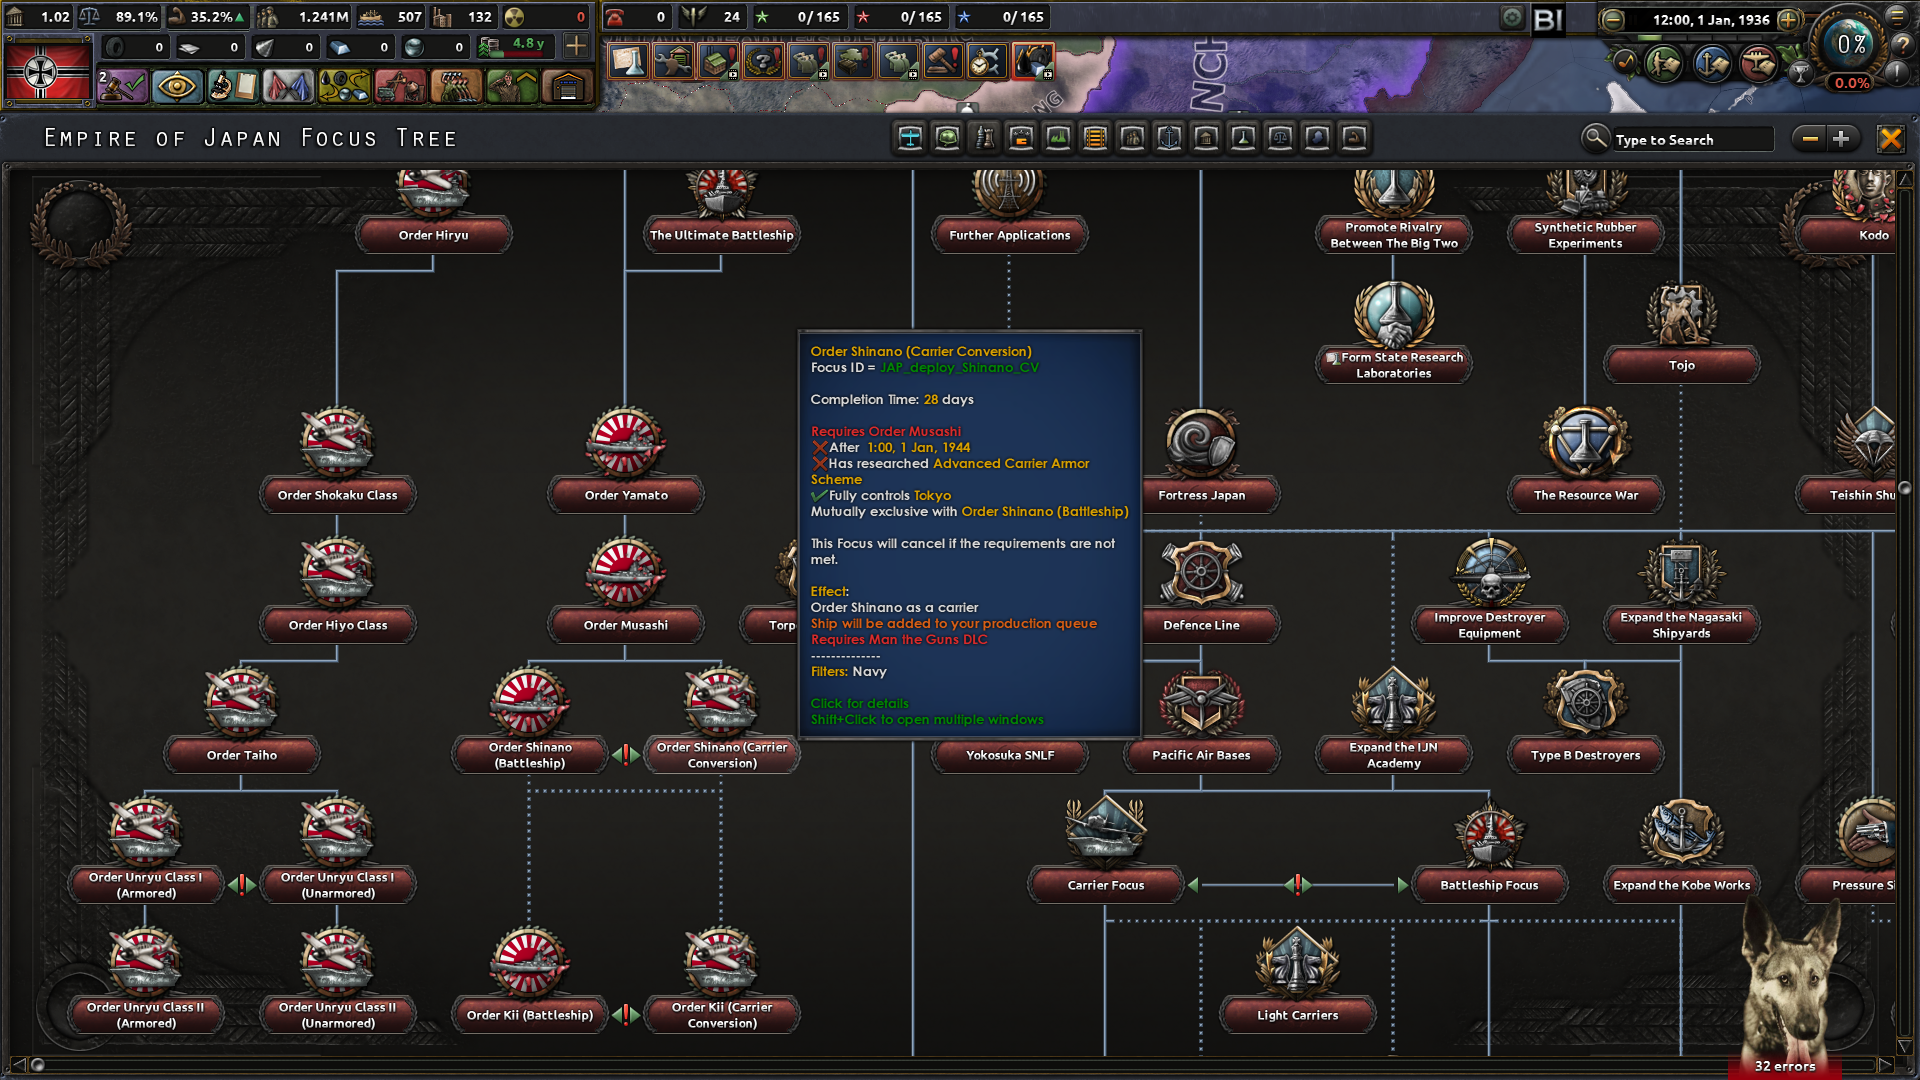 1.02 89.1% 35.2% 1.241M 507 132 0 0 24 0/165 0/165 0/165 BI 12:00, 1 Jan, 1936
0 0 0 0 0 4.8 y 0%
2 0.0%
NCH
NG
Empire of Japan Focus Tree Type to Search
Order Hiryu The Ultimate Battleship Further Applications Promote Rivalry Between The Big Two Synthetic Rubber Experiments Kodo
Form State Research Laboratories Tojo
Order Shinano (Carrier Conversion)
Focus ID = JAP_deploy_Shinano_CV
Completion Time: 28 days
Requires Order Musashi
After 1:00, 1 Jan, 1944
Has researched Advanced Carrier Armor
Scheme
Fully controls Tokyo
Mutually exclusive with Order Shinano (Battleship)
This Focus will cancel if the requirements are not
met.
Effect:
Order Shinano as a carrier
Ship will be added to your production queue
Requires Man the Guns DLC
--------------
Filters: Navy
Click for details
Shift+Click to open multiple windows
Order Shokaku Class Order Yamato Fortress Japan The Resource War Teishin Shu
Order Hiyo Class Order Musashi Torp Defence Line Improve Destroyer Equipment Expand the Nagasaki Shipyards
Order Taiho Order Shinano (Battleship) Order Shinano (Carrier Conversion) Yokosuka SNLF Pacific Air Bases Expand the IJN Academy Type B Destroyers
Order Unryu Class I (Armored) Order Unryu Class I (Unarmored) Carrier Focus Battleship Focus Expand the Kobe Works Pressure S
Order Unryu Class II (Armored) Order Unryu Class II (Unarmored) Order Kii (Battleship) Order Kii (Carrier Conversion) Light Carriers
32 errors